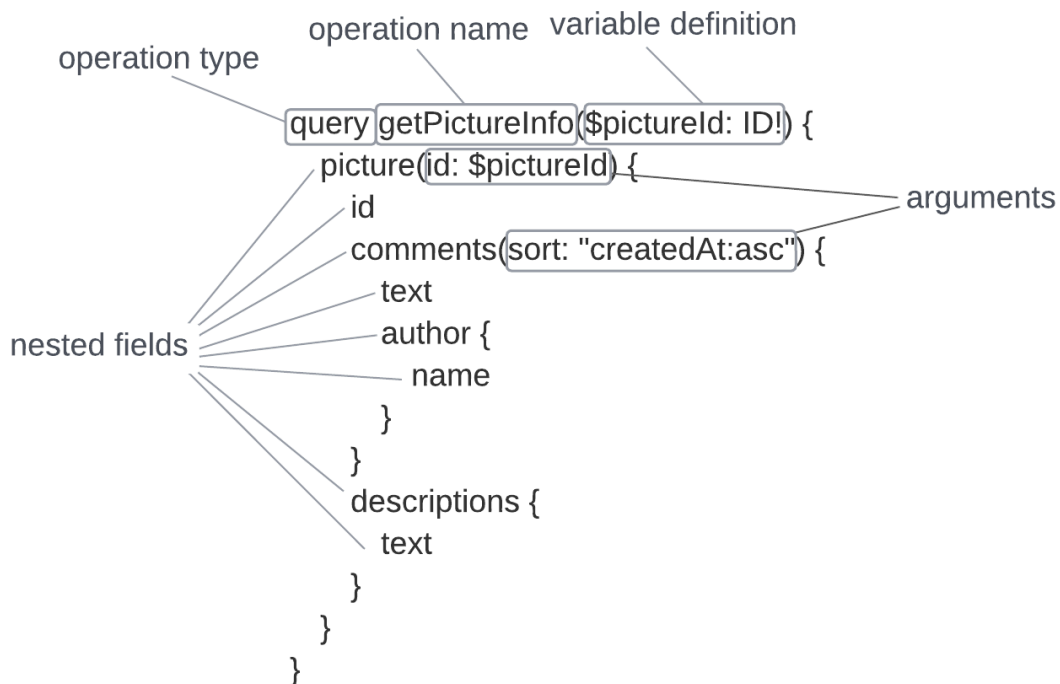 operation name variable definition
operation type
query getPictureInfo($pictureId: ID!) {
picture(id: $pictureId) {
arguments
id
comments(sort: "createdAt:asc") {
text
nested fields
author {
name
}
}
descriptions {
text
}
}
}